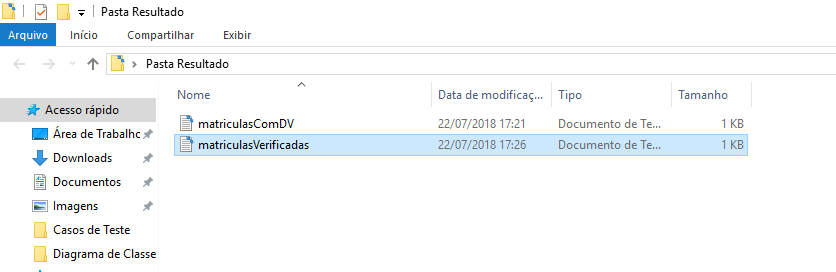 Pasta Resultado
Arquivo Início Compartilhar Exibir
Pasta Resultado
Nome Data de modificaç... Tipo Tamanho
Acesso rápido
matriculasComDV 22/07/2018 17:21 Documento de Te... 1 KB
Área de Trabalho
matriculasVerificadas 22/07/2018 17:26 Documento de Te... 1 KB
Downloads
Documentos
Imagens
Casos de Teste
Diagrama de Classe